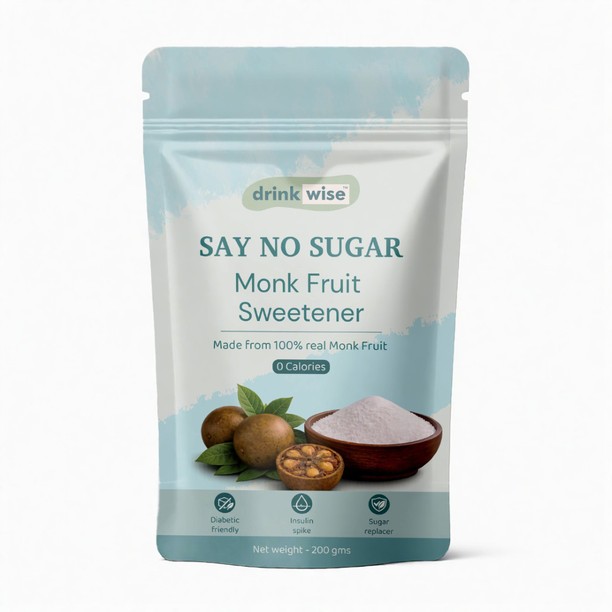 drink wise™
SAY NO SUGAR
Monk Fruit
Sweetener
Made from 100% real Monk Fruit
0 Calories
Diabetic
friendly
Insulin
spike
Sugar
replacer
Net weight - 200 gms